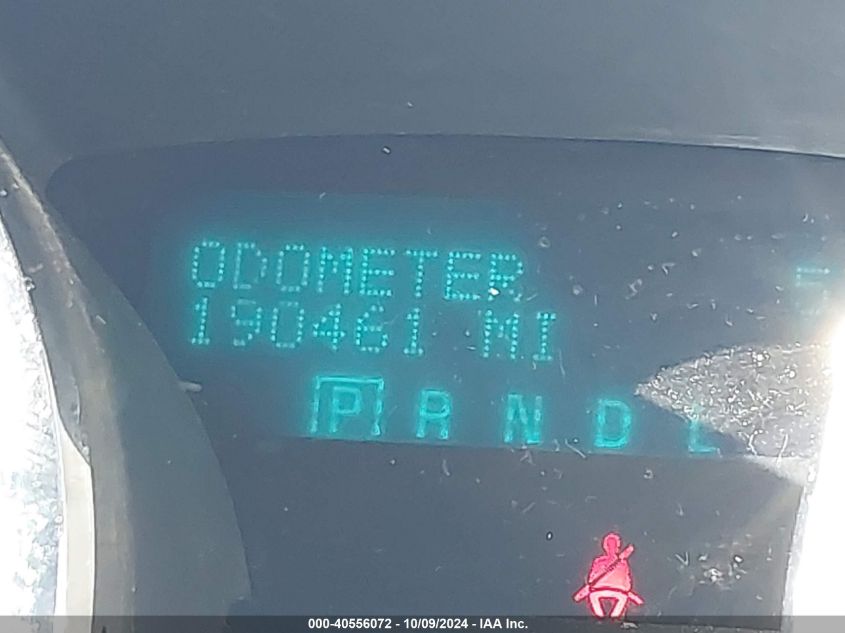 ODOMETER
190461 MI
P R N D L
000-40556072 - 10/09/2024 - IAA Inc.